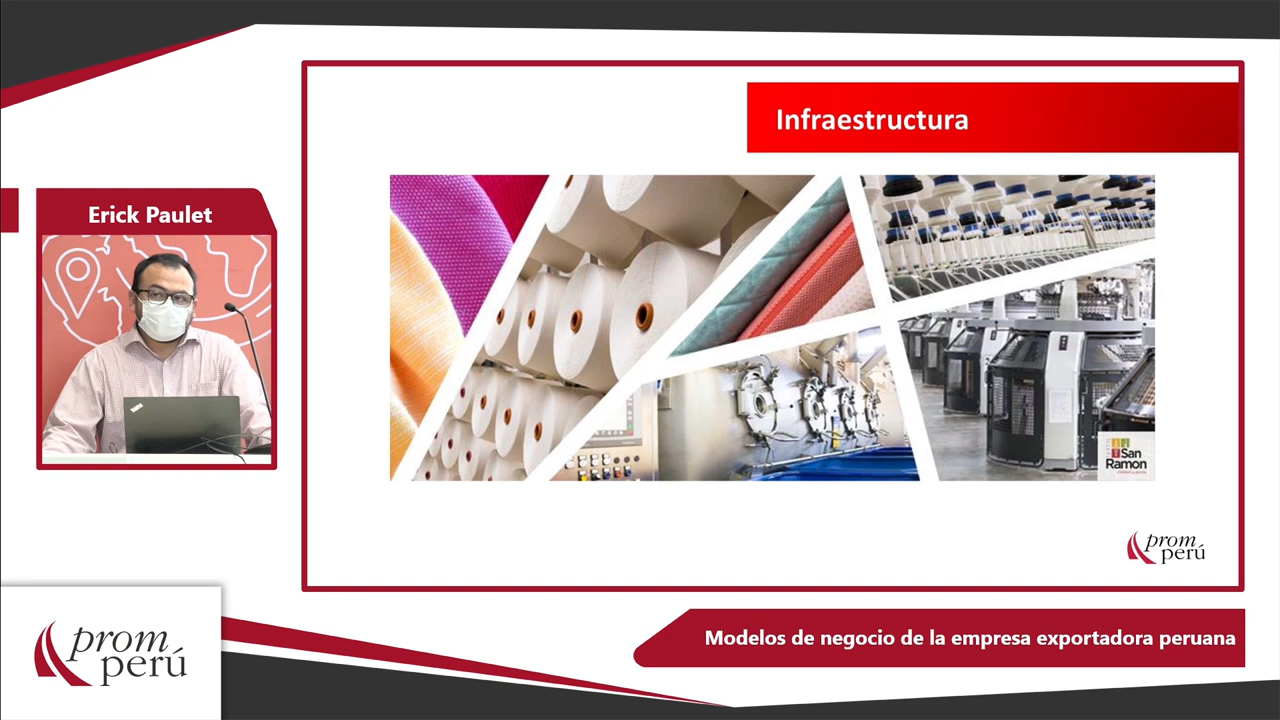 Infraestructura
Erick Paulet
San
Ramon
prom
perú
prom
perú
Modelos de negocio de la empresa exportadora peruana